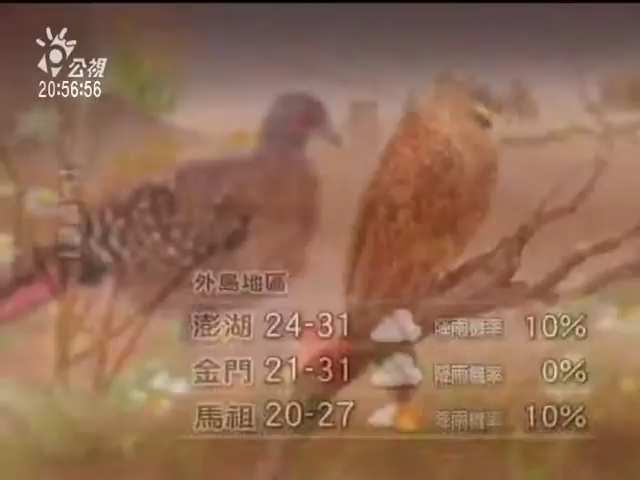 公視
20:56:56
外島地區
澎湖 24-31 降雨機率 10%
金門 21-31 降雨機率 0%
馬祖 20-27 降雨機率 10%